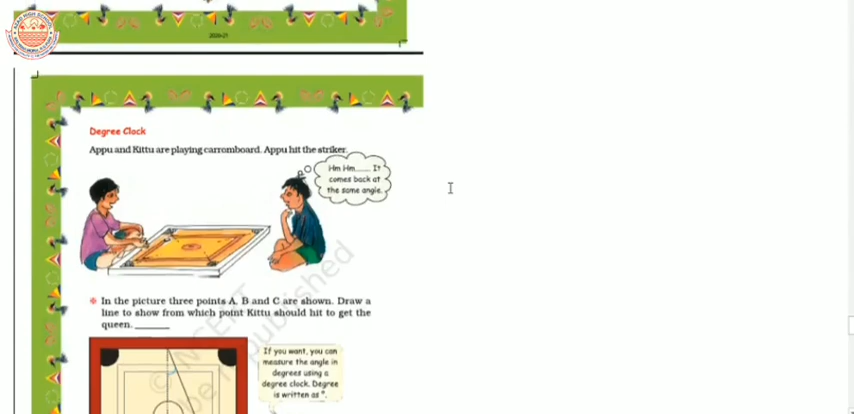 2020-21
Degree Clock
Appu and Kittu are playing carromboard. Appu hit the striker.
Hm Hm...... It
comes back at
the same angle.
In the picture three points A, B and C are shown. Draw a
line to show from which point Kittu should hit to get the
queen. ________
If you want, you can
measure the angle in
degrees using a
degree clock. Degree
is written as °.